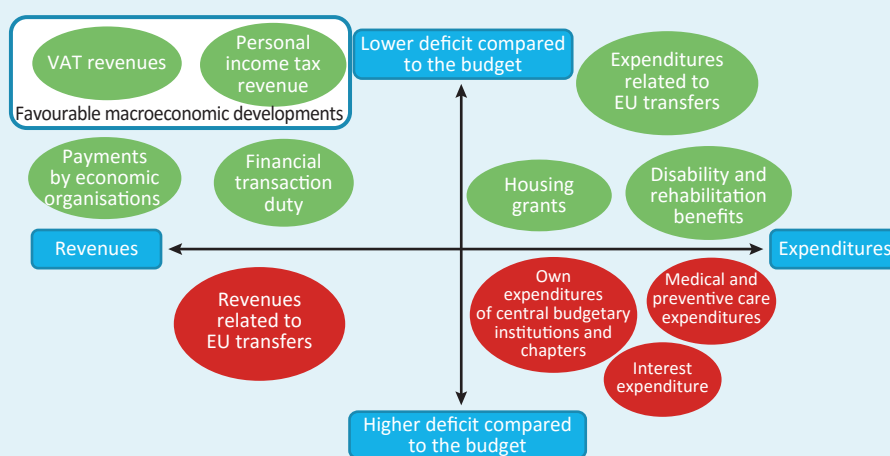 VAT revenues
Personal
income tax
revenue
Favourable macroeconomic developments
Lower deficit compared
to the budget
Expenditures
related to
EU transfers
Payments
by economic
organisations
Financial
transaction
duty
Housing
grants
Disability and
rehabilitation
benefits
Revenues
Expenditures
Revenues
related to
EU transfers
Own
expenditures
of central budgetary
institutions and
chapters
Medical and
preventive care
expenditures
Interest
expenditure
Higher deficit compared
to the budget